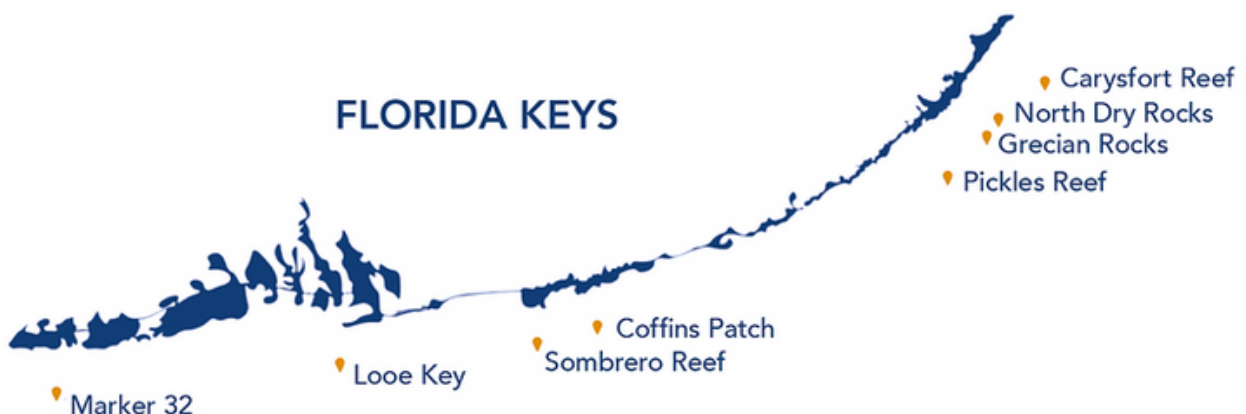 FLORIDA KEYS
Carysfort Reef
North Dry Rocks
Grecian Rocks
Pickles Reef
Coffins Patch
Sombrero Reef
Looe Key
Marker 32